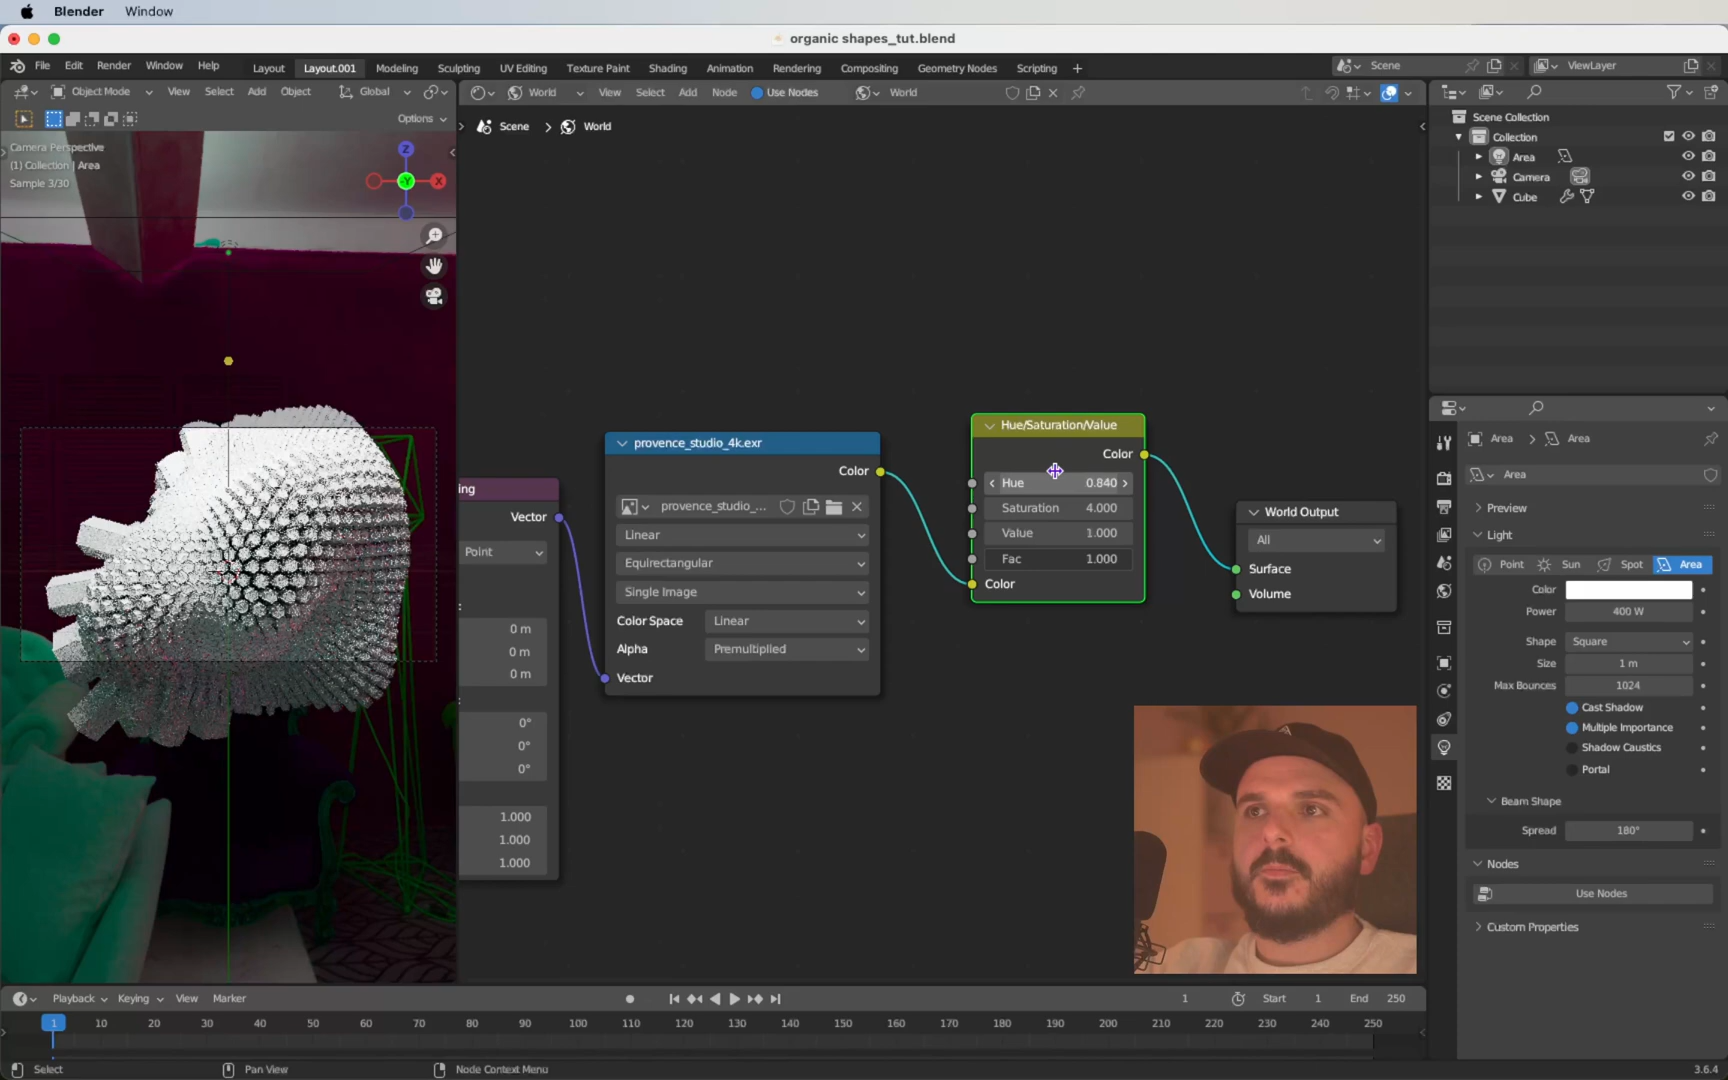 Blender Window
organic shapes_tut.blend
File Edit Render Window Help Layout Layout.001 Modeling Sculpting UV Editing Texture Paint Shading Animation Rendering Compositing Geometry Nodes Scripting + Scene ViewLayer
Object Mode View Select Add Object Global World View Select Add Node Use Nodes World
Options
Scene > World
Scene Collection
Collection
Area
Camera
Cube
Camera Perspective
(1) Collection | Area
Sample 3/30
Z
-Y X
ing
Vector
Point
:
0 m
0 m
0 m
:
0°
0°
0°
1.000
1.000
1.000
provence_studio_4k.exr
Color
provence_studio_...
Linear
Equirectangular
Single Image
Color Space Linear
Alpha Premultiplied
Vector
Hue/Saturation/Value
Color
Hue 0.840
Saturation 4.000
Value 1.000
Fac 1.000
Color
World Output
All
Surface
Volume
Area > Area
Area
Preview
Light
Point Sun Spot Area
Color
Power 400 W
Shape Square
Size 1 m
Max Bounces 1024
Cast Shadow
Multiple Importance
Shadow Caustics
Portal
Beam Shape
Spread 180°
Nodes
Use Nodes
Custom Properties
Playback Keying View Marker 1 Start 1 End 250
1 10 20 30 40 50 60 70 80 90 100 110 120 130 140 150 160 170 180 190 200 210 220 230 240 250
Select Pan View Node Context Menu 3.6.4